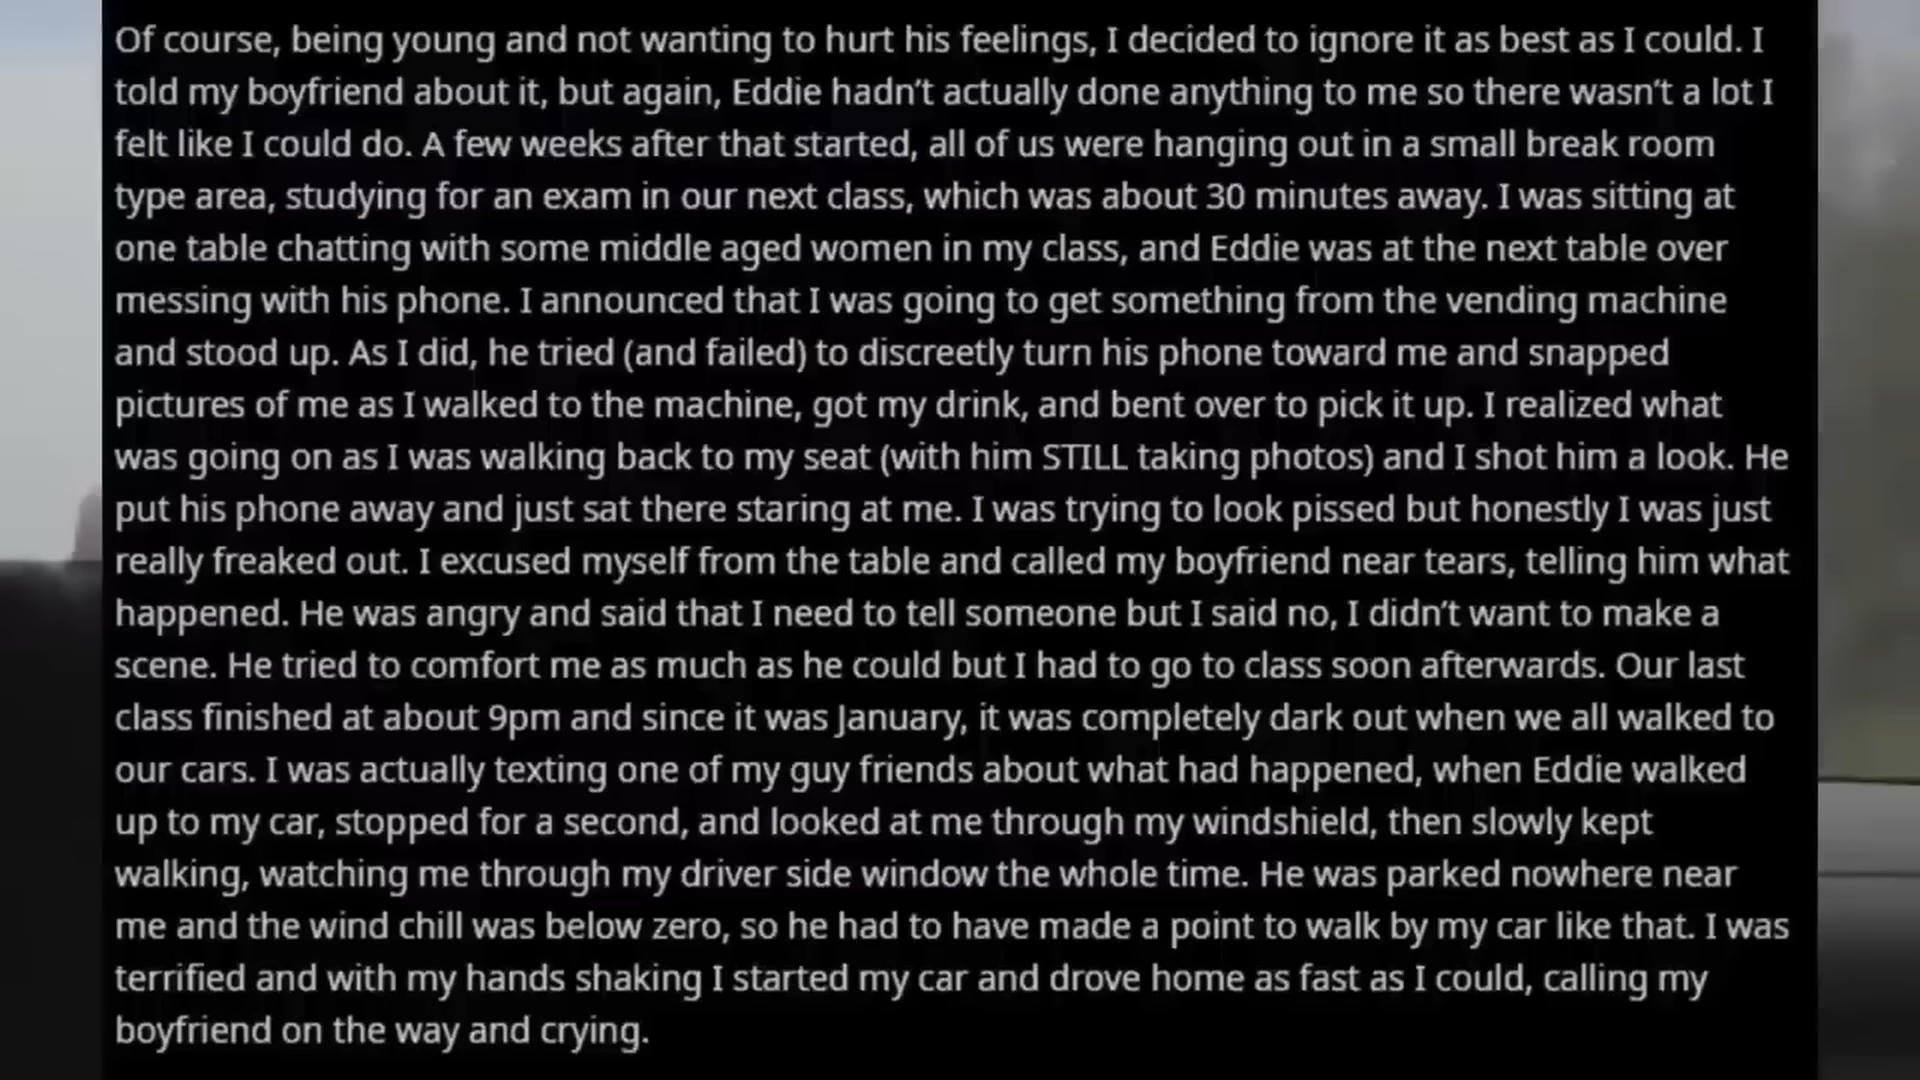 Of course, being young and not wanting to hurt his feelings, I decided to ignore it as best as I could. I
told my boyfriend about it, but again, Eddie hadn’t actually done anything to me so there wasn’t a lot I
felt like I could do. A few weeks after that started, all of us were hanging out in a small break room
type area, studying for an exam in our next class, which was about 30 minutes away. I was sitting at
one table chatting with some middle aged women in my class, and Eddie was at the next table over
messing with his phone. I announced that I was going to get something from the vending machine
and stood up. As I did, he tried (and failed) to discreetly turn his phone toward me and snapped
pictures of me as I walked to the machine, got my drink, and bent over to pick it up. I realized what
was going on as I was walking back to my seat (with him STILL taking photos) and I shot him a look. He
put his phone away and just sat there staring at me. I was trying to look pissed but honestly I was just
really freaked out. I excused myself from the table and called my boyfriend near tears, telling him what
happened. He was angry and said that I need to tell someone but I said no, I didn’t want to make a
scene. He tried to comfort me as much as he could but I had to go to class soon afterwards. Our last
class finished at about 9pm and since it was January, it was completely dark out when we all walked to
our cars. I was actually texting one of my guy friends about what had happened, when Eddie walked
up to my car, stopped for a second, and looked at me through my windshield, then slowly kept
walking, watching me through my driver side window the whole time. He was parked nowhere near
me and the wind chill was below zero, so he had to have made a point to walk by my car like that. I was
terrified and with my hands shaking I started my car and drove home as fast as I could, calling my
boyfriend on the way and crying.